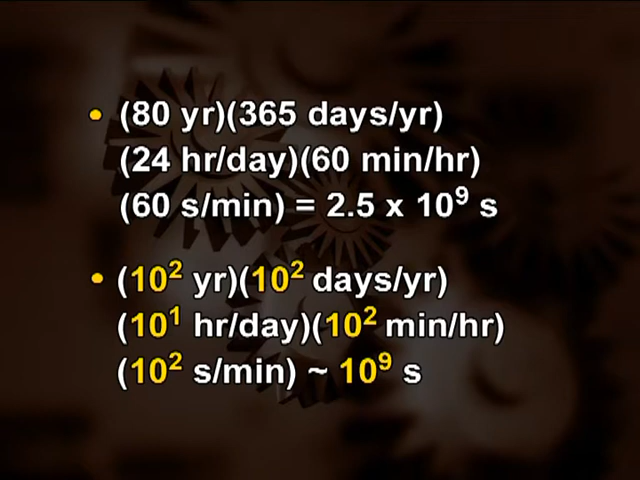 • (80 yr)(365 days/yr)
(24 hr/day)(60 min/hr)
(60 s/min) = 2.5 x 10⁹ s
• (10² yr)(10² days/yr)
(10¹ hr/day)(10² min/hr)
(10² s/min) ~ 10⁹ s